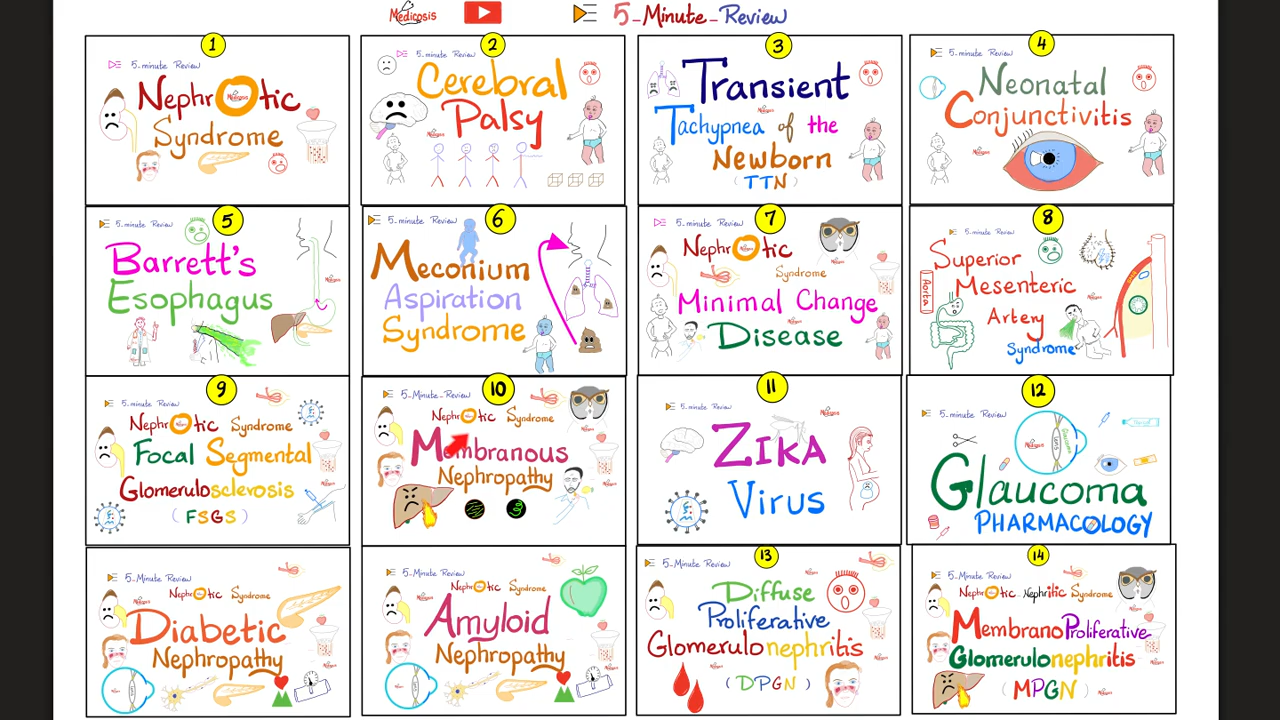 Medicosis
5-Minute-Review
1
5-minute Review
NephrOtic
Syndrome
2
5-minute Review
Cerebral
Palsy
3
5-minute Review
Transient
Tachypnea of the
Newborn
(TTN)
4
5-minute Review
Neonatal
Conjunctivitis
5
5-minute Review
Barrett's
Esophagus
6
5-minute Review
Meconium
Aspiration
Syndrome
7
5-minute Review
NephrOtic
Syndrome
Minimal Change
Disease
8
5-minute Review
Superior
Mesenteric
Artery
Syndrome
Aorta
9
5-minute Review
NephrOtic Syndrome
Focal Segmental
Glomerulosclerosis
(FSGS)
10
5-Minute-Review
NephrOtic Syndrome
Membranous
Nephropathy
11
5-minute Review
ZIKA
Virus
12
5-minute Review
Glaucoma
PHARMACOLOGY
5-Minute Review
NephrOtic Syndrome
Diabetic
Nephropathy
5-Minute Review
NephrOtic Syndrome
Amyloid
Nephropathy
13
5-Minute Review
Diffuse
Proliferative
Glomerulonephritis
(DPGN)
14
5-Minute Review
NephrOtic Nephritic Syndrome
MembranoProliferative
Glomerulonephritis
(MPGN)